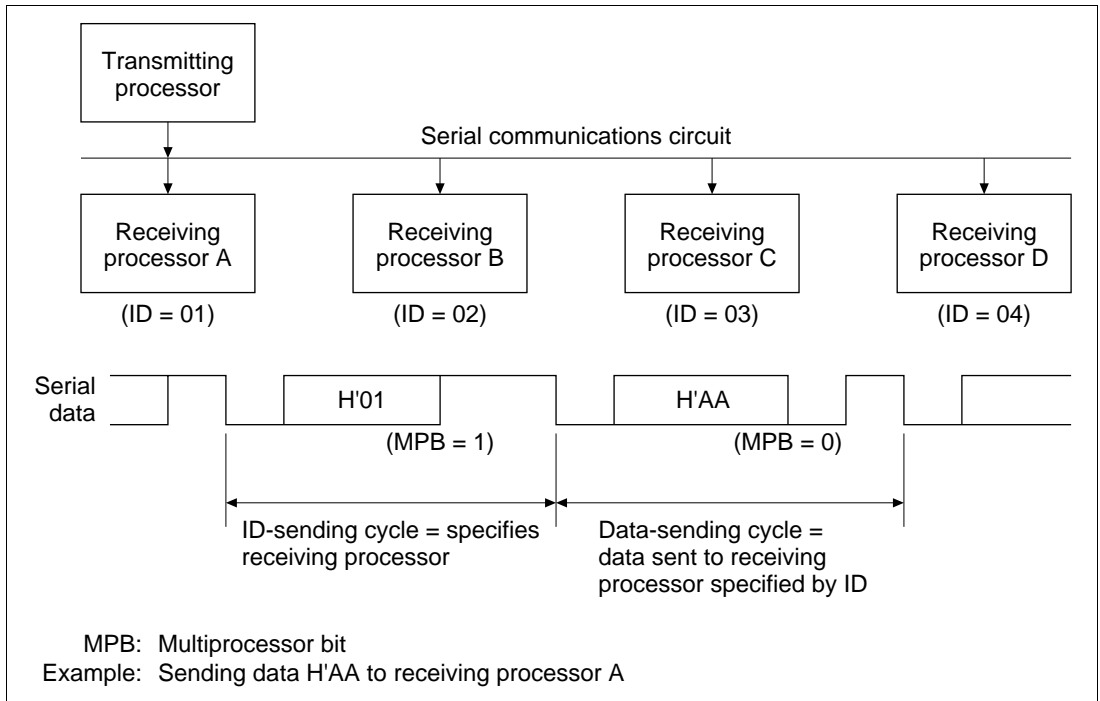 Transmitting
processor
Serial communications circuit
Receiving
processor A
Receiving
processor B
Receiving
processor C
Receiving
processor D
(ID = 01)
(ID = 02)
(ID = 03)
(ID = 04)
Serial
data
H'01
H'AA
(MPB = 1)
(MPB = 0)
ID-sending cycle = specifies
receiving processor
Data-sending cycle =
data sent to receiving
processor specified by ID
MPB: Multiprocessor bit
Example: Sending data H'AA to receiving processor A